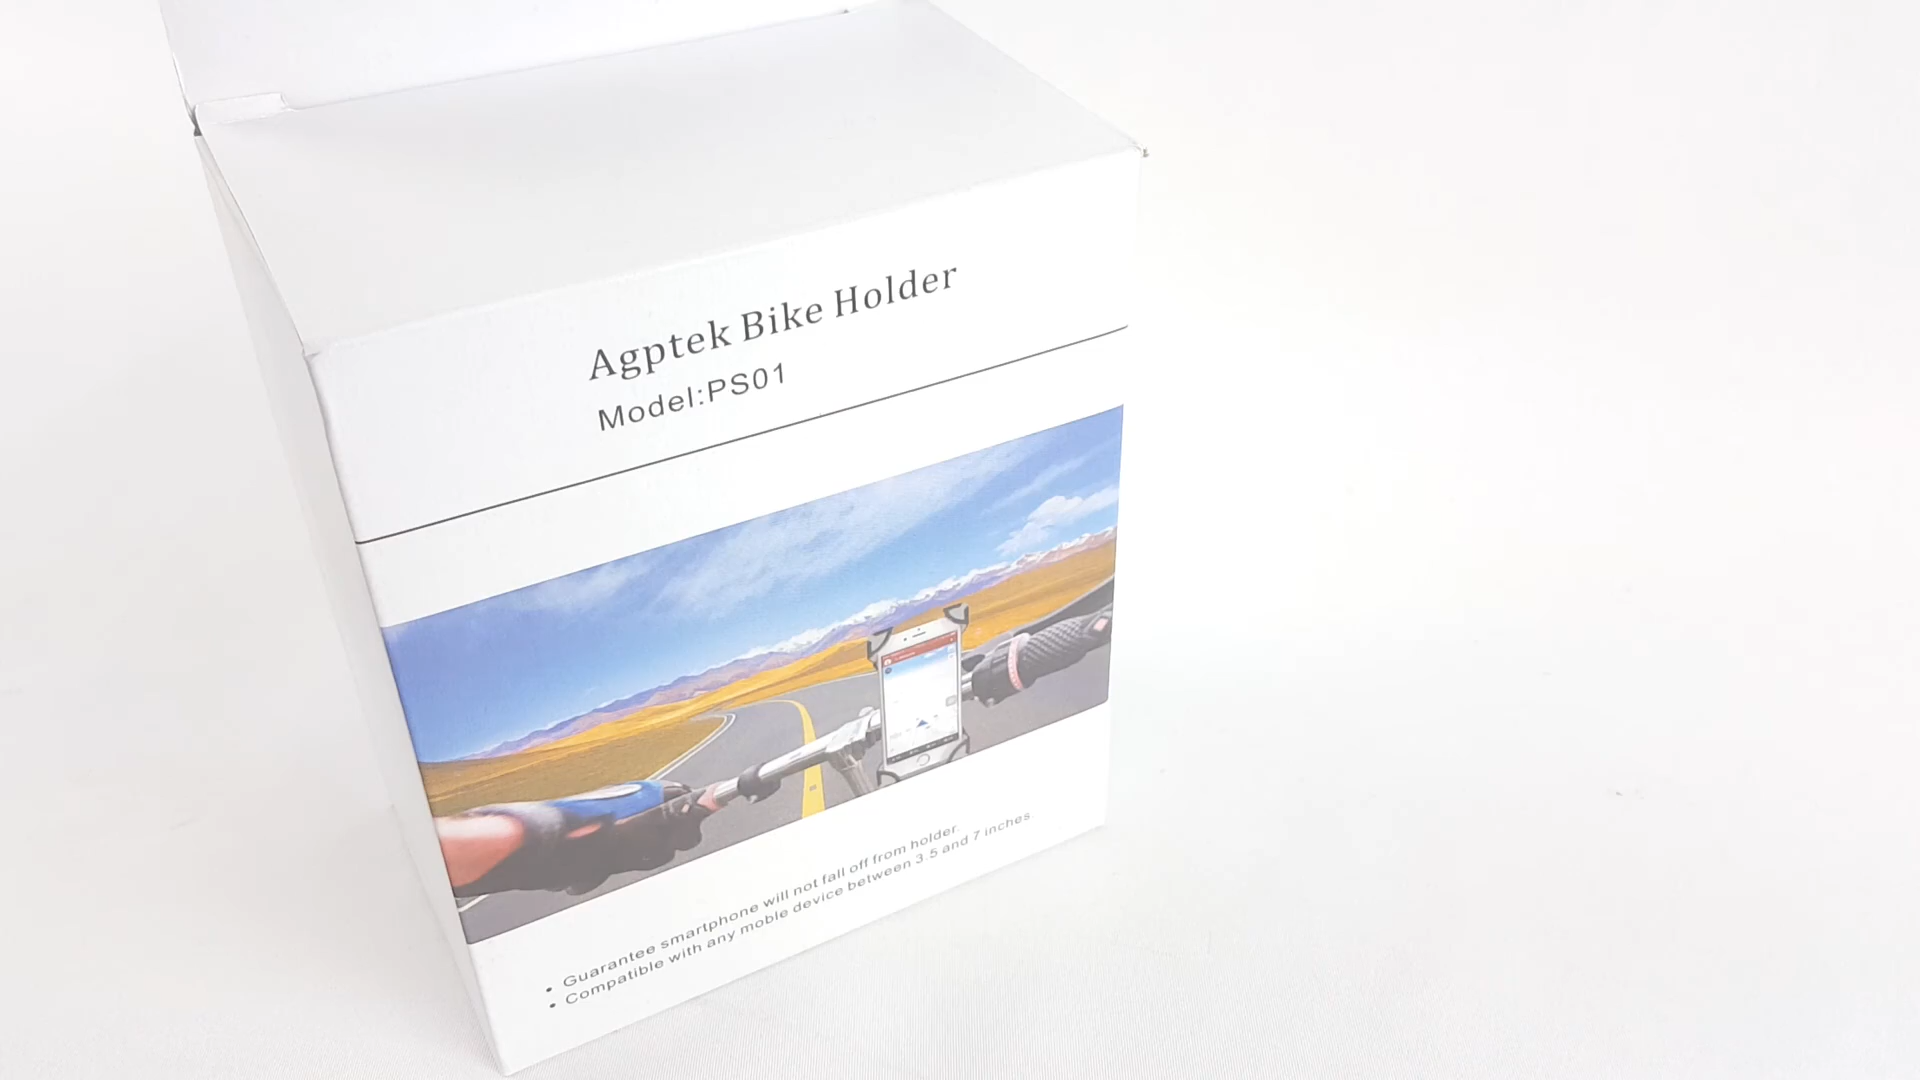 Agptek Bike Holder
Model:PS01
• Guarantee smartphone will not fall off from holder.
• Compatible with any moble device between 3.5 and 7 inches.